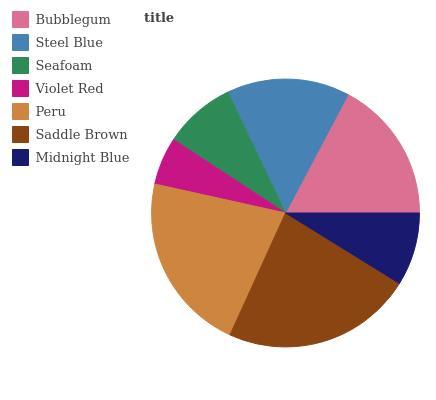 title
Bubblegum
Steel Blue
Seafoam
Violet Red
Peru
Saddle Brown
Midnight Blue